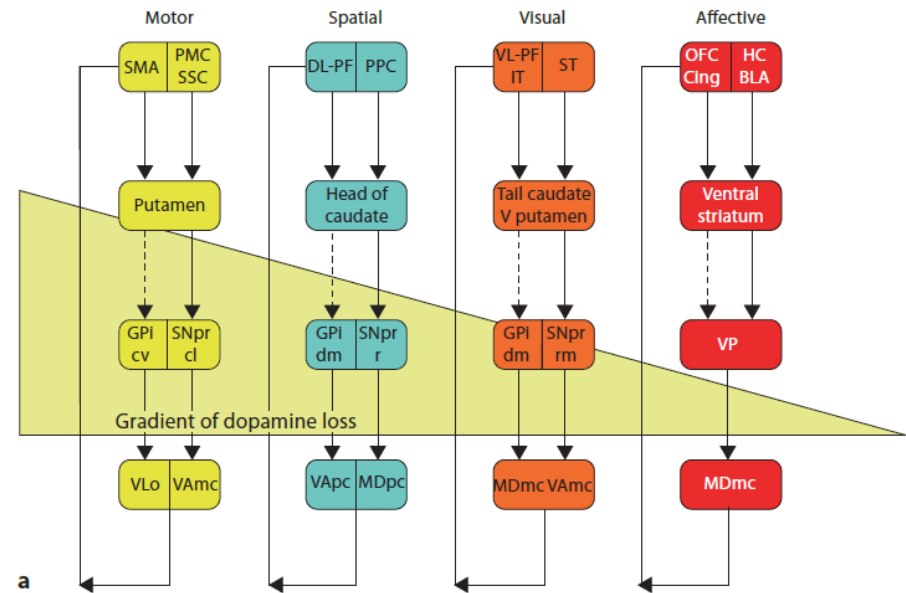 Motor
Spatial
Visual
Affective
SMA
PMC
SSC
DL-PF
PPC
VL-PF
IT
ST
OFC
Cing
HC
BLA
Putamen
Head of
caudate
Tail caudate
V putamen
Ventral
striatum
GPi
cv
SNpr
cl
GPi
dm
SNpr
r
GPi
dm
SNpr
rm
VP
Gradient of dopamine loss
VLo
VAmc
VApc
MDpc
MDmc
VAmc
MDmc
a